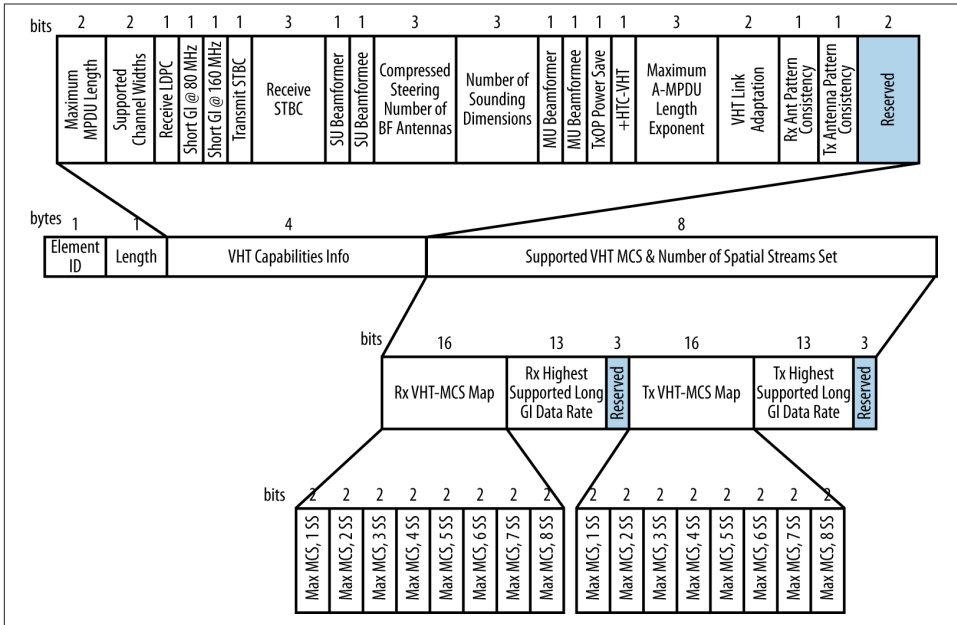 bits
2 2 1 1 1 1 3 1 1 3 3 1 1 1 1 3 2 1 1 2
Maximum
MPDU Length
Supported
Channel Widths
Receive LDPC
Short GI @ 80 MHz
Short GI @ 160 MHz
Transmit STBC
Receive
STBC
SU Beamformer
SU Beamformee
Compressed
Steering
Number of
BF Antennas
Number of
Sounding
Dimensions
MU Beamformer
MU Beamformee
TxOP Power Save
+HTC-VHT
Maximum
A-MPDU
Length
Exponent
VHT Link
Adaptation
Rx Ant Pattern
Consistency
Tx Antenna Pattern
Consistency
Reserved
bytes
1 1 4 8
Element
ID
Length
VHT Capabilities Info
Supported VHT MCS & Number of Spatial Streams Set
bits
16 13 3 16 13 3
Rx VHT-MCS Map
Rx Highest
Supported Long
GI Data Rate
Reserved
Tx VHT-MCS Map
Tx Highest
Supported Long
GI Data Rate
Reserved
bits
2 2 2 2 2 2 2 2 2 2 2 2 2 2 2 2
Max MCS, 1 SS
Max MCS, 2 SS
Max MCS, 3 SS
Max MCS, 4 SS
Max MCS, 5 SS
Max MCS, 6 SS
Max MCS, 7 SS
Max MCS, 8 SS
Max MCS, 1 SS
Max MCS, 2 SS
Max MCS, 3 SS
Max MCS, 4 SS
Max MCS, 5 SS
Max MCS, 6 SS
Max MCS, 7 SS
Max MCS, 8 SS